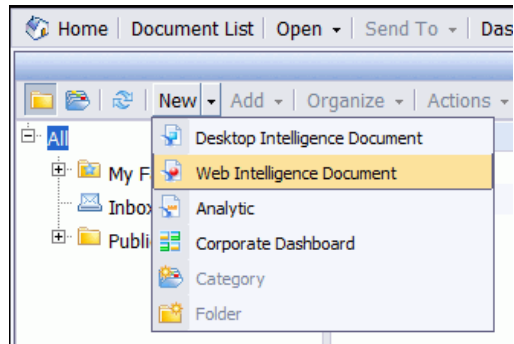 Home Document List Open Send To Das
New Add Organize Actions
All
Desktop Intelligence Document
My F
Web Intelligence Document
Inbox
Analytic
Publi
Corporate Dashboard
Category
Folder